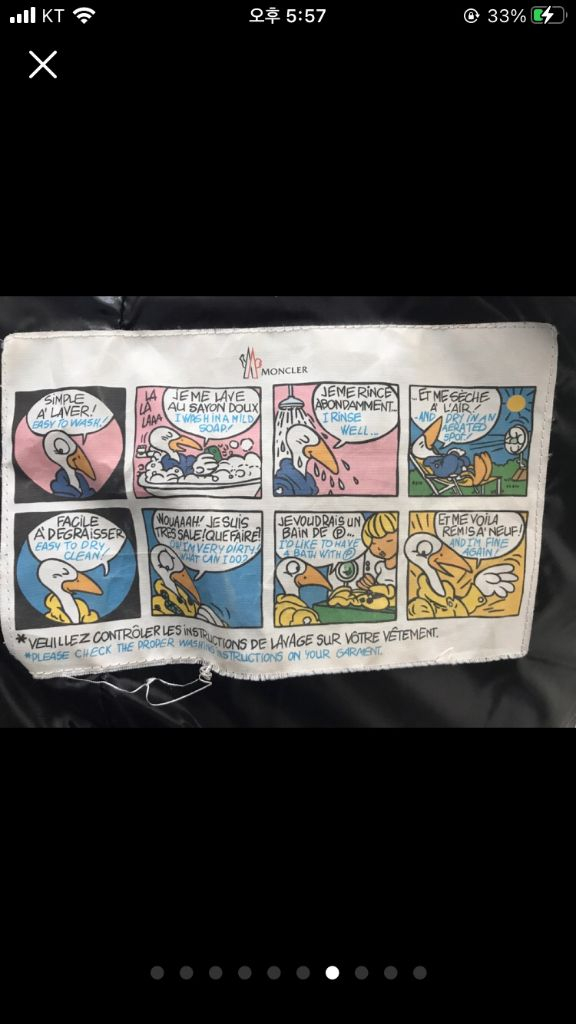 KT
오후 5:57
33%
MONCLER
SIMPLE
A' LAVER!
EASY TO WASH!
LA
LA
LAAA
JE ME LAVE
AU SAVON DOUX
I WASH IN A MILD
SOAP!
JE ME RINCE
ABONDAMMENT...
I RINSE
WELL...
...ET ME SECHE
A' L'AIR!
...AND DRY IN AN
AERATED
SPOT!
FACILE
A' DEGRAISSER
EASY TO DRY
CLEAN!
WOUAAAH! JE SUIS
TRES SALE! QUE FAIRE?
I'M VERY DIRTY!
WHAT CAN I DO?
JE VOUDRAIS UN
BAIN DE Ⓟ...
I'D LIKE TO HAVE
A BATH WITH Ⓟ
ET ME VOILA
REMIS A' NEUF!
AND I'M FINE
AGAIN!
*VEUILLEZ CONTRÔLER LES INSTRUCTIONS DE LAVAGE SUR VÔTRE VÊTEMENT.
*PLEASE CHECK THE PROPER WASHING INSTRUCTIONS ON YOUR GARMENT.